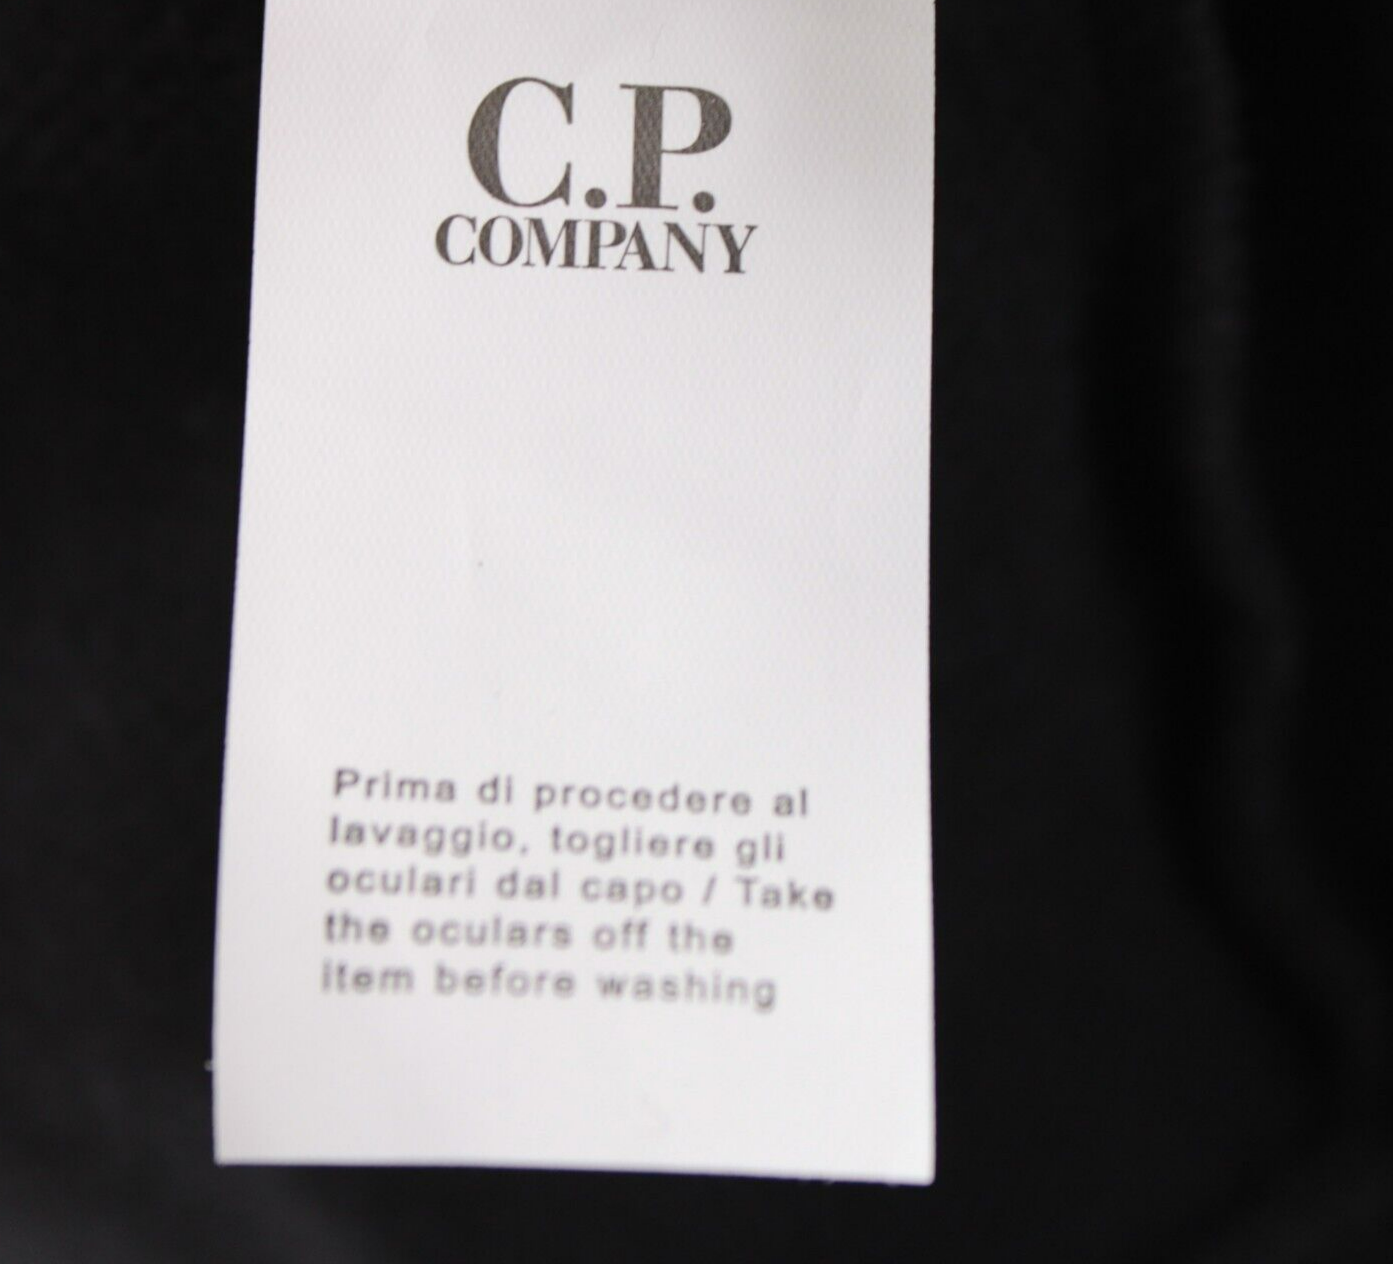 C.P.
COMPANY
Prima di procedere al
lavaggio, togliere gli
oculari dal capo / Take
the oculars off the
item before washing